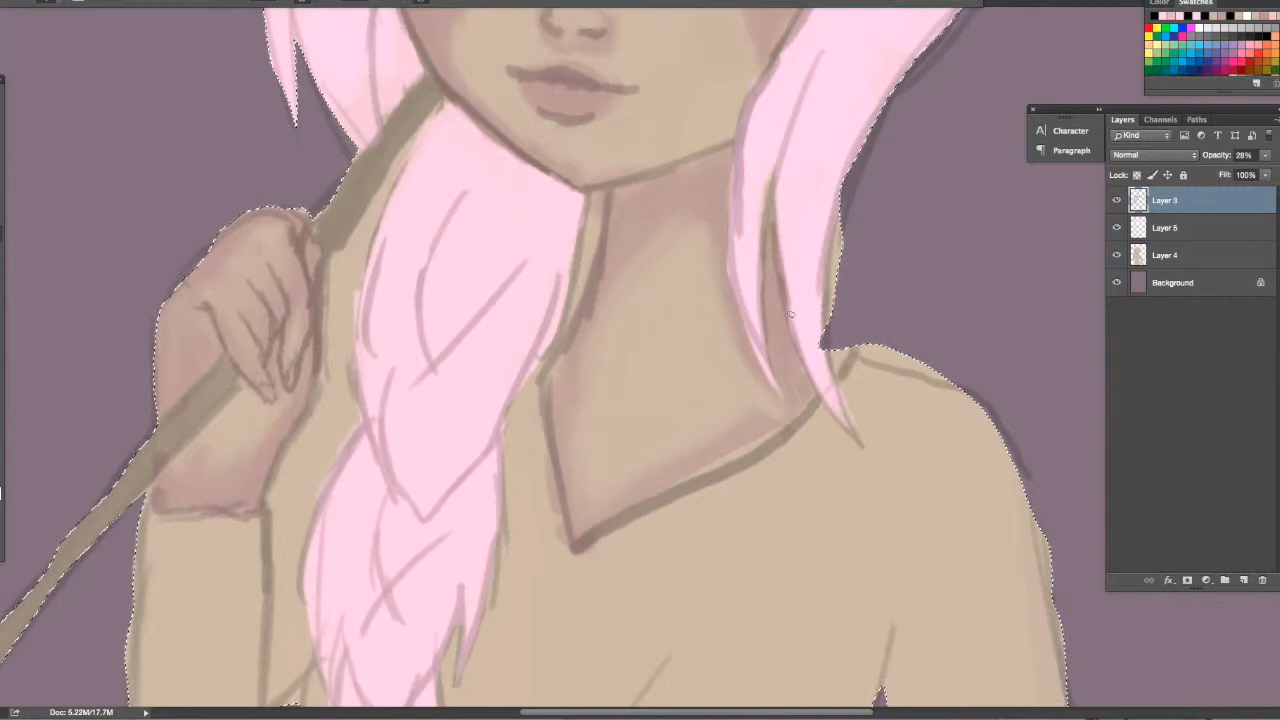 Color Swatches
Character
Paragraph
Layers Channels Paths
Kind
Normal Opacity: 28%
Lock: Fill: 100%
Layer 3
Layer 5
Layer 4
Background
Doc: 5.22M/17.7M